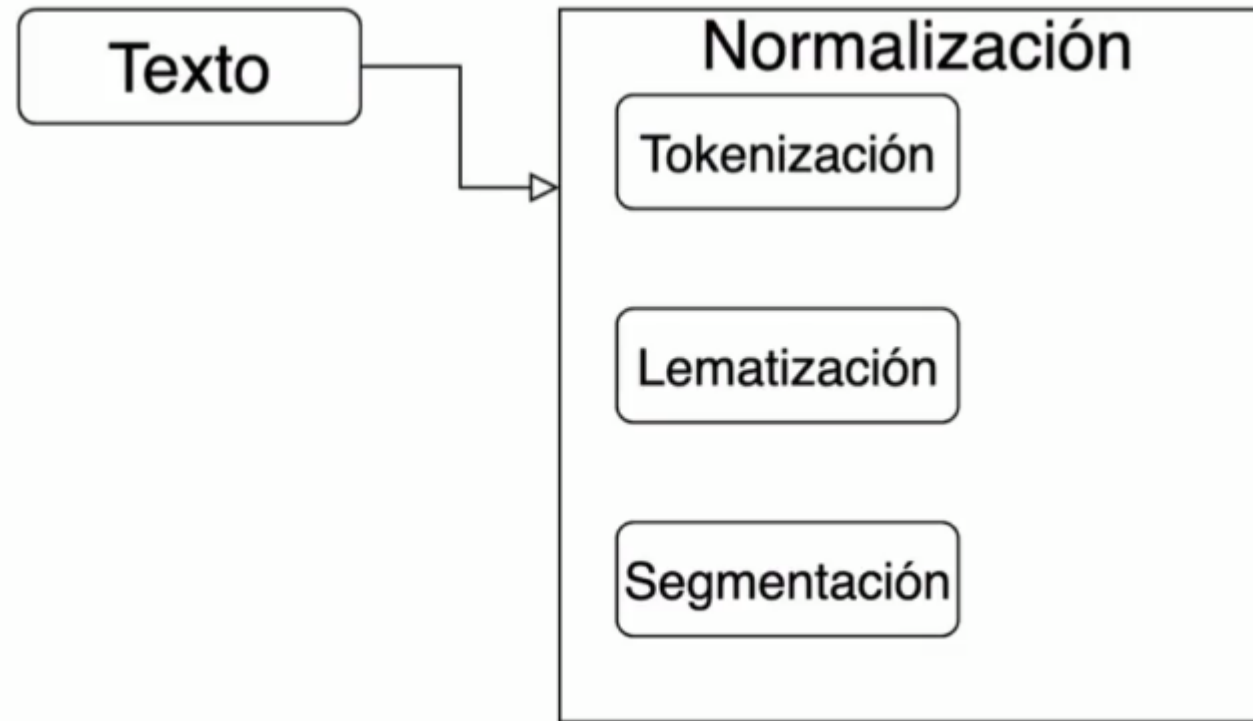 Texto
Normalización
Tokenización
Lematización
Segmentación